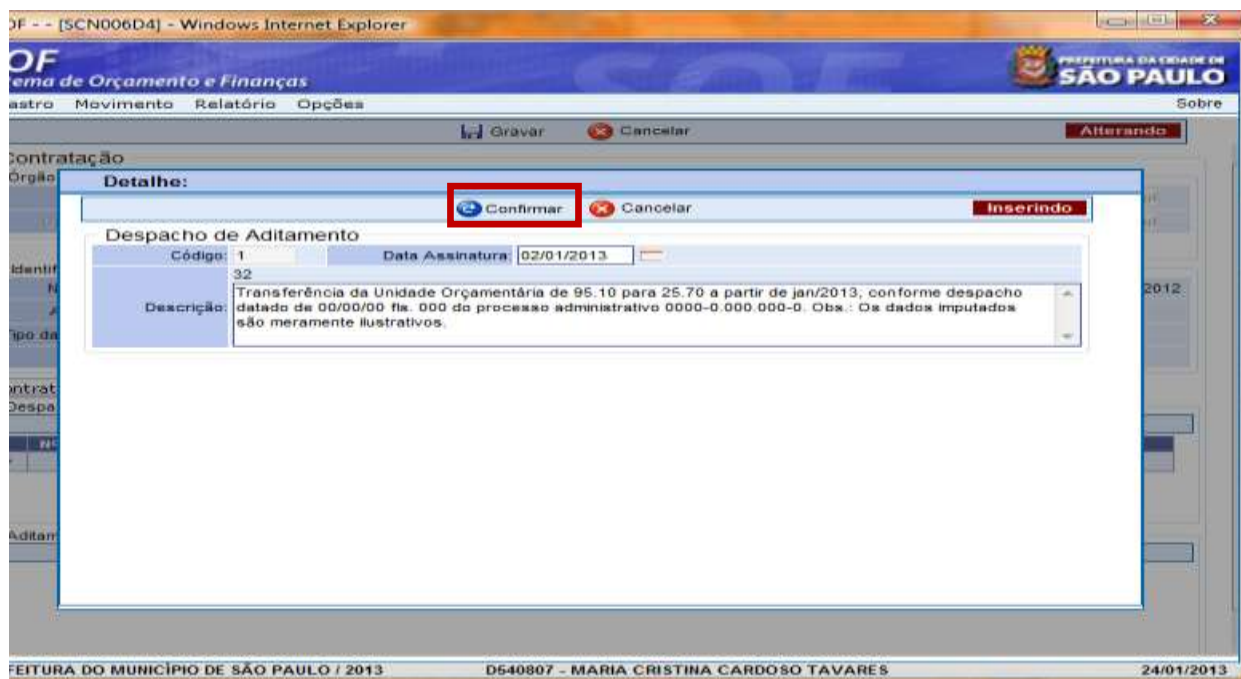 OF - - [SCN006D4] - Windows Internet Explorer
OF
ema de Orçamento e Finanças
PREFEITURA DA CIDADE DE
SÃO PAULO
astro Movimento Relatório Opções Sobre
Gravar Cancelar Alterando
Contratação
Órgão
Detalhe:
Confirmar Cancelar Inserindo
Despacho de Aditamento
Código: 1 Data Assinatura: 02/01/2013
32
Descrição:
Transferência da Unidade Orçamentária de 95.10 para 25.70 a partir de jan/2013, conforme despacho
datado de 00/00/00 fls. 000 do processo administrativo 0000-0.000.000-0. Obs.: Os dados imputados
são meramente ilustrativos.
Identif
2012
Tipo da
ontrat
Despa
Nº
Aditam
FEITURA DO MUNICÍPIO DE SÃO PAULO / 2013 D540807 - MARIA CRISTINA CARDOSO TAVARES 24/01/2013